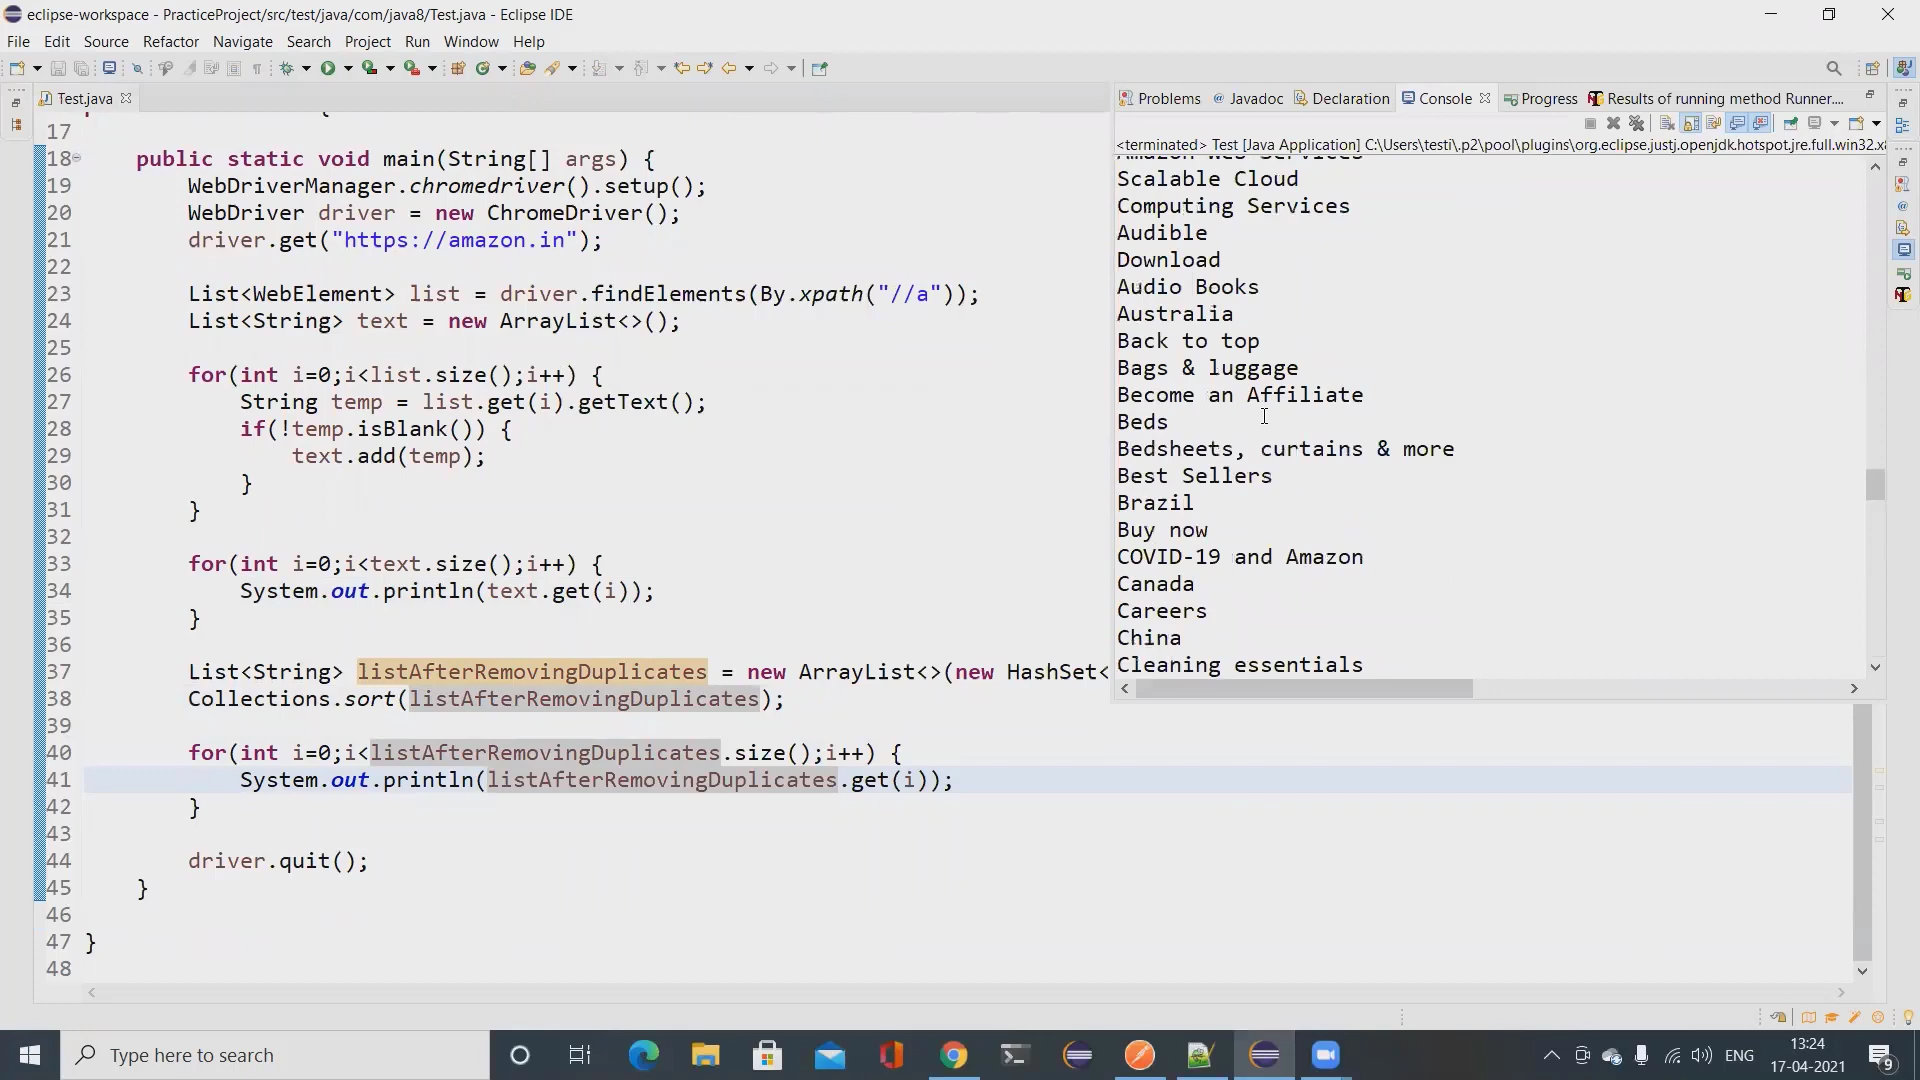 eclipse-workspace - PracticeProject/src/test/java/com/java8/Test.java - Eclipse IDE
File Edit Source Refactor Navigate Search Project Run Window Help
Test.java
17
18 public static void main(String[] args) {
19 WebDriverManager.chromedriver().setup();
20 WebDriver driver = new ChromeDriver();
21 driver.get("https://amazon.in");
22
23 List<WebElement> list = driver.findElements(By.xpath("//a"));
24 List<String> text = new ArrayList<>();
25
26 for(int i=0;i<list.size();i++) {
27 String temp = list.get(i).getText();
28 if(!temp.isBlank()) {
29 text.add(temp);
30 }
31 }
32
33 for(int i=0;i<text.size();i++) {
34 System.out.println(text.get(i));
35 }
36
37 List<String> listAfterRemovingDuplicates = new ArrayList<>(new HashSet<
38 Collections.sort(listAfterRemovingDuplicates);
39
40 for(int i=0;i<listAfterRemovingDuplicates.size();i++) {
41 System.out.println(listAfterRemovingDuplicates.get(i));
42 }
43
44 driver.quit();
45 }
46
47 }
48
Problems @ Javadoc Declaration Console Progress Results of running method Runner....
<terminated> Test [Java Application] C:\Users\testi\.p2\pool\plugins\org.eclipse.justj.openjdk.hotspot.jre.full.win32.x8
Amazon Web Services
Scalable Cloud
Computing Services
Audible
Download
Audio Books
Australia
Back to top
Bags & luggage
Become an Affiliate
Beds
Bedsheets, curtains & more
Best Sellers
Brazil
Buy now
COVID-19 and Amazon
Canada
Careers
China
Cleaning essentials
Type here to search
ENG
13:24
17-04-2021
9